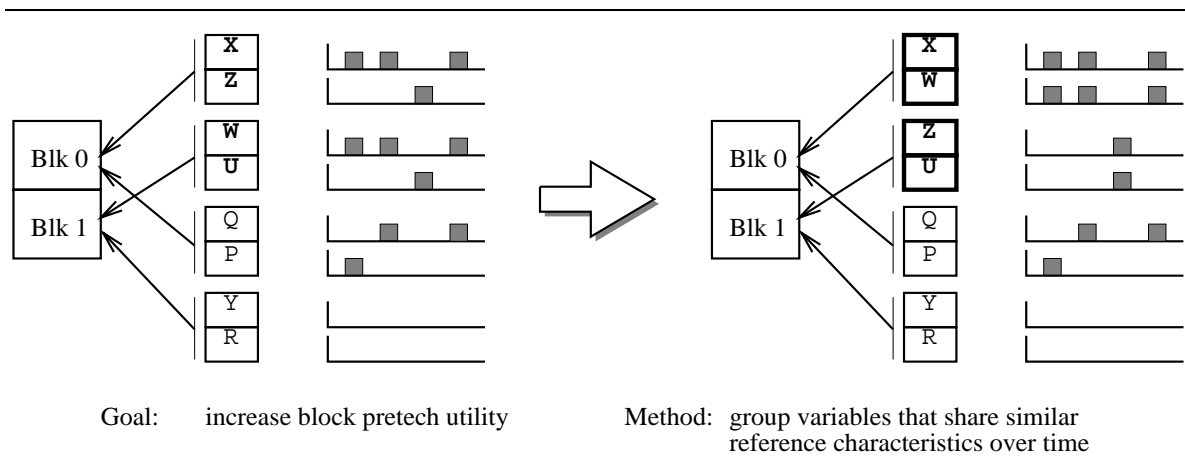 X
Z
W
U
Q
P
Y
R
Blk 0
Blk 1
X
W
Z
U
Q
P
Y
R
Blk 0
Blk 1
Goal: increase block pretech utility
Method: group variables that share similar
reference characteristics over time